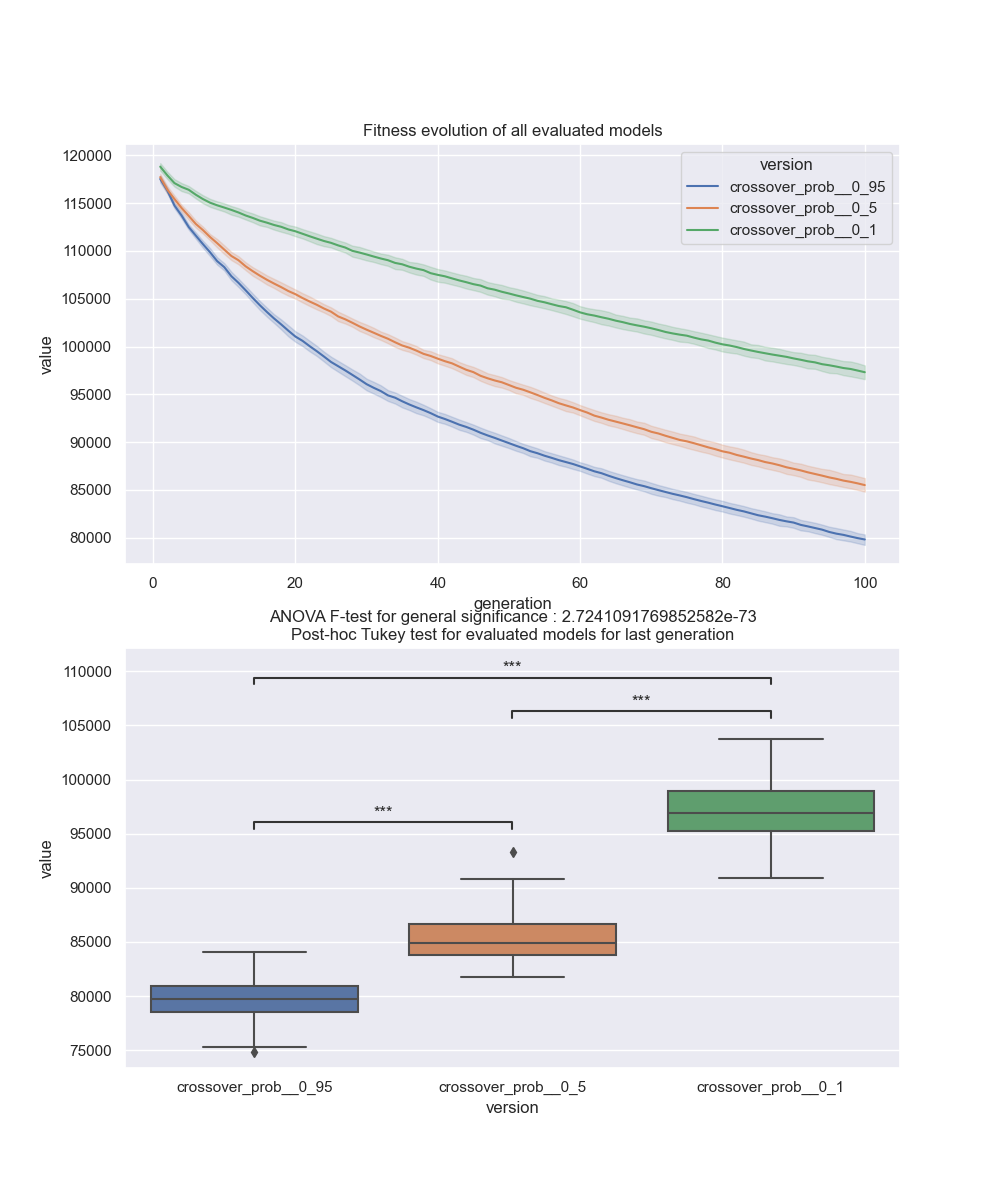 Fitness evolution of all evaluated models
120000
115000
110000
105000
100000
95000
90000
85000
80000
value
version
crossover_prob__0_95
crossover_prob__0_5
crossover_prob__0_1
0 20 40 60 80 100
generation
ANOVA F-test for general significance : 2.7241091769852582e-73
Post-hoc Tukey test for evaluated models for last generation
110000
105000
100000
95000
90000
85000
80000
75000
value
***
***
***
crossover_prob__0_95 crossover_prob__0_5 crossover_prob__0_1
version